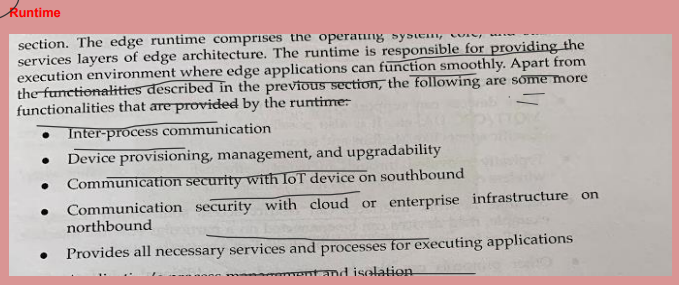 Runtime
section. The edge runtime comprises the operating system, core, and
services layers of edge architecture. The runtime is responsible for providing the
execution environment where edge applications can function smoothly. Apart from
the functionalities described in the previous section, the following are some more
functionalities that are provided by the runtime:
• Inter-process communication
• Device provisioning, management, and upgradability
• Communication security with IoT device on southbound
• Communication security with cloud or enterprise infrastructure on
northbound
• Provides all necessary services and processes for executing applications
management and isolation